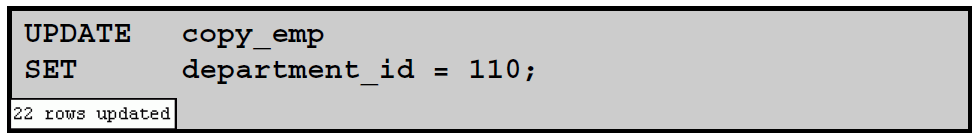 UPDATE copy_emp
SET department_id = 110;
22 rows updated